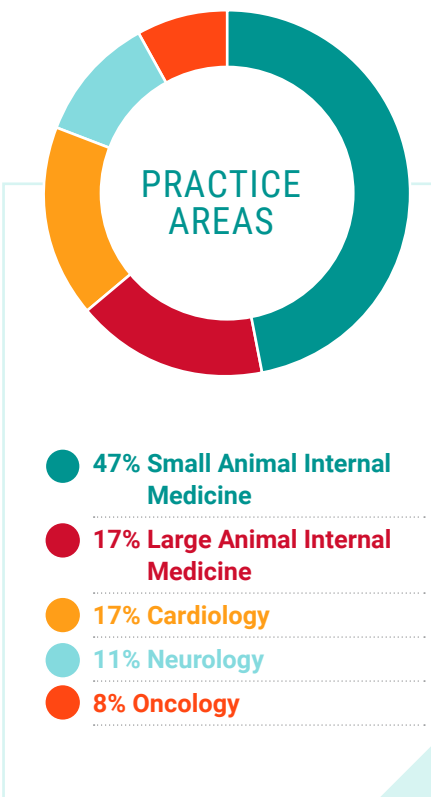 PRACTICE
AREAS
47% Small Animal Internal
Medicine
17% Large Animal Internal
Medicine
17% Cardiology
11% Neurology
8% Oncology